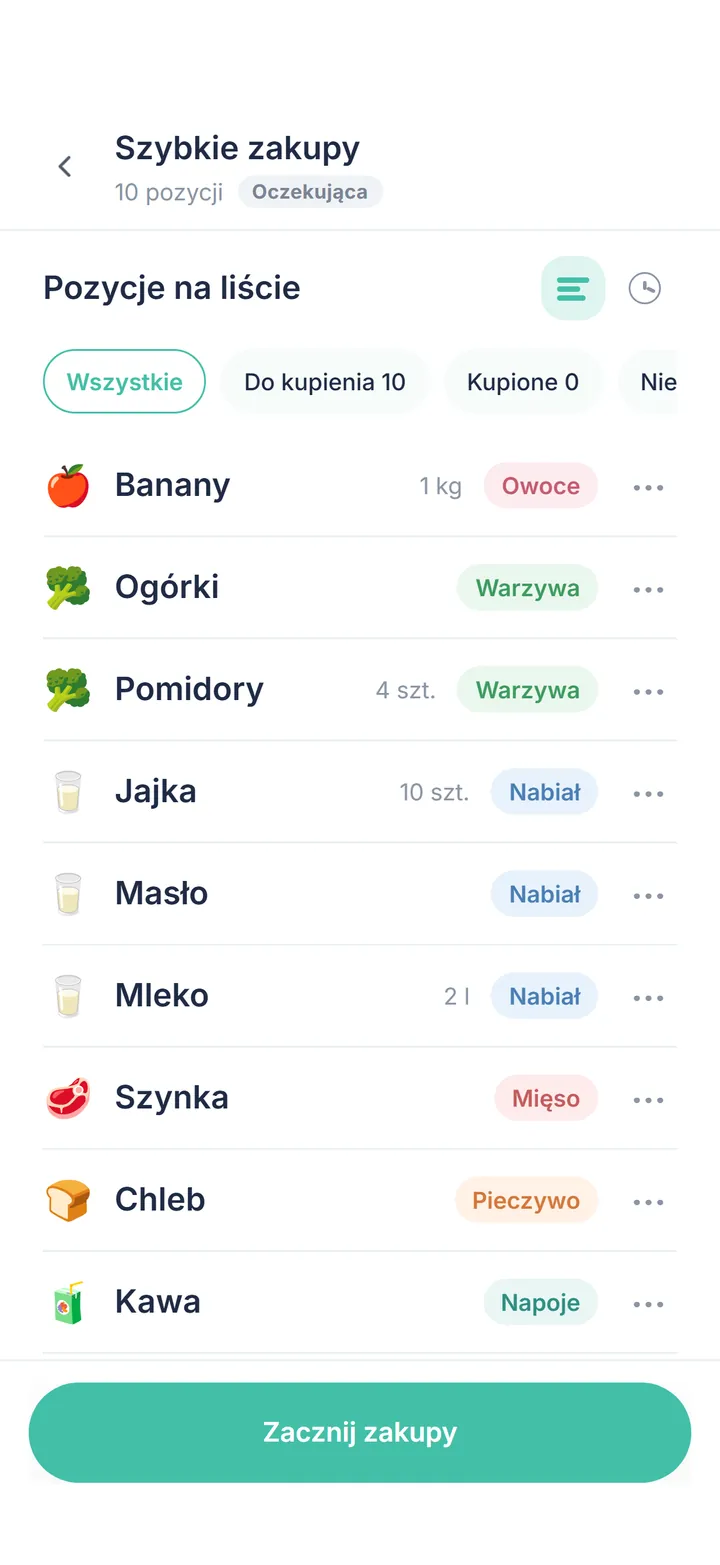 Szybkie zakupy
10 pozycji Oczekująca
Pozycje na liście
Wszystkie Do kupienia 10 Kupione 0 Nie
Banany 1 kg Owoce
Ogórki Warzywa
Pomidory 4 szt. Warzywa
Jajka 10 szt. Nabiał
Masło Nabiał
Mleko 2 l Nabiał
Szynka Mięso
Chleb Pieczywo
Kawa Napoje
Zacznij zakupy